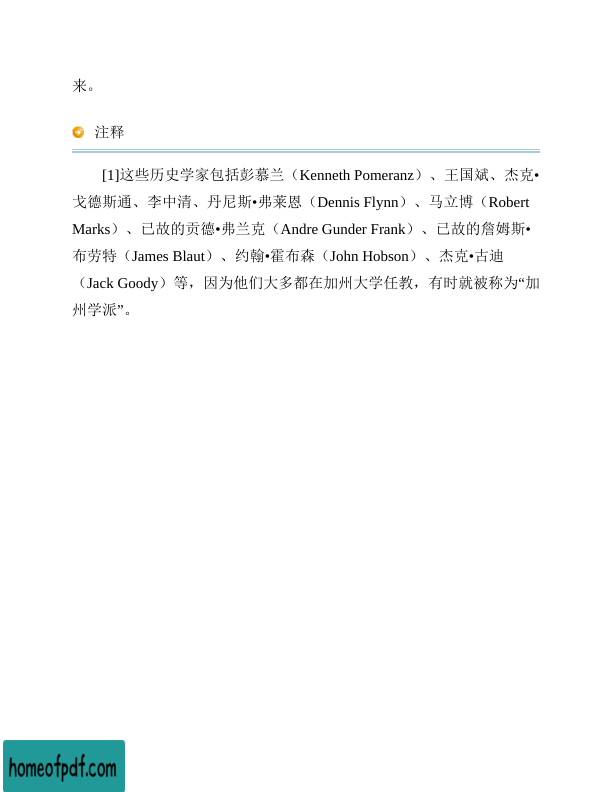 来。
注释
[1]这些历史学家包括彭慕兰（Kenneth Pomeranz）、王国斌、杰克•
戈德斯通、李中清、丹尼斯•弗莱恩（Dennis Flynn）、马立博（Robert
Marks）、已故的贡德•弗兰克（Andre Gunder Frank）、已故的詹姆斯•
布劳特（James Blaut）、约翰•霍布森（John Hobson）、杰克•古迪
（Jack Goody）等，因为他们大多都在加州大学任教，有时就被称为“加
州学派”。
homeofpdf.com